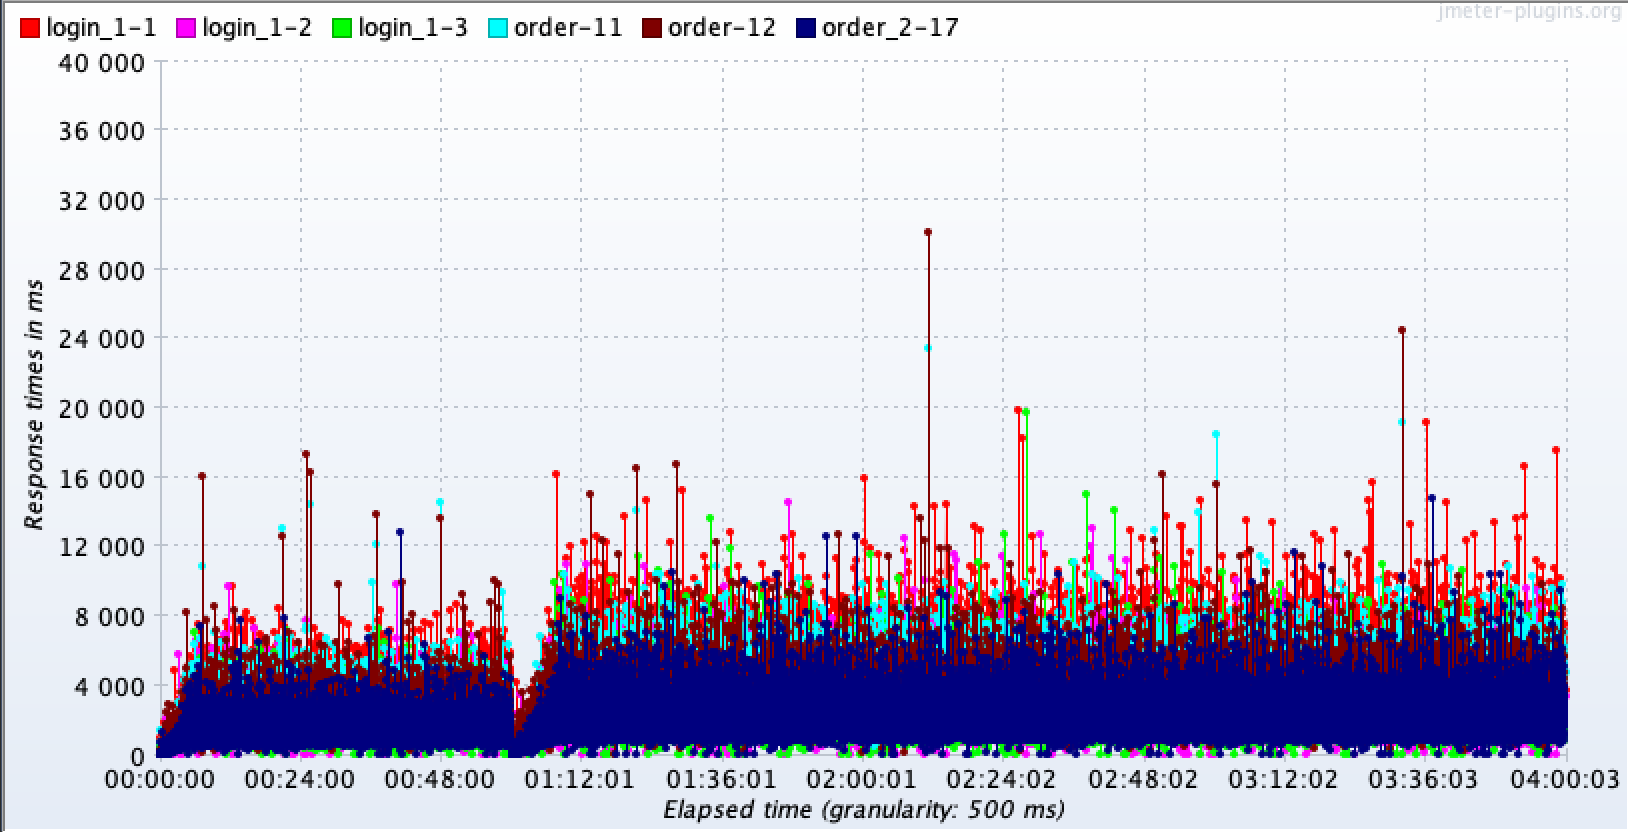 jmeter-plugins.org
login_1-1 login_1-2 login_1-3 order-11 order-12 order_2-17
40 000
36 000
32 000
28 000
24 000
20 000
16 000
12 000
8 000
4 000
0
Response times in ms
00:00:00 00:24:00 00:48:00 01:12:01 01:36:01 02:00:01 02:24:02 02:48:02 03:12:02 03:36:03 04:00:03
Elapsed time (granularity: 500 ms)